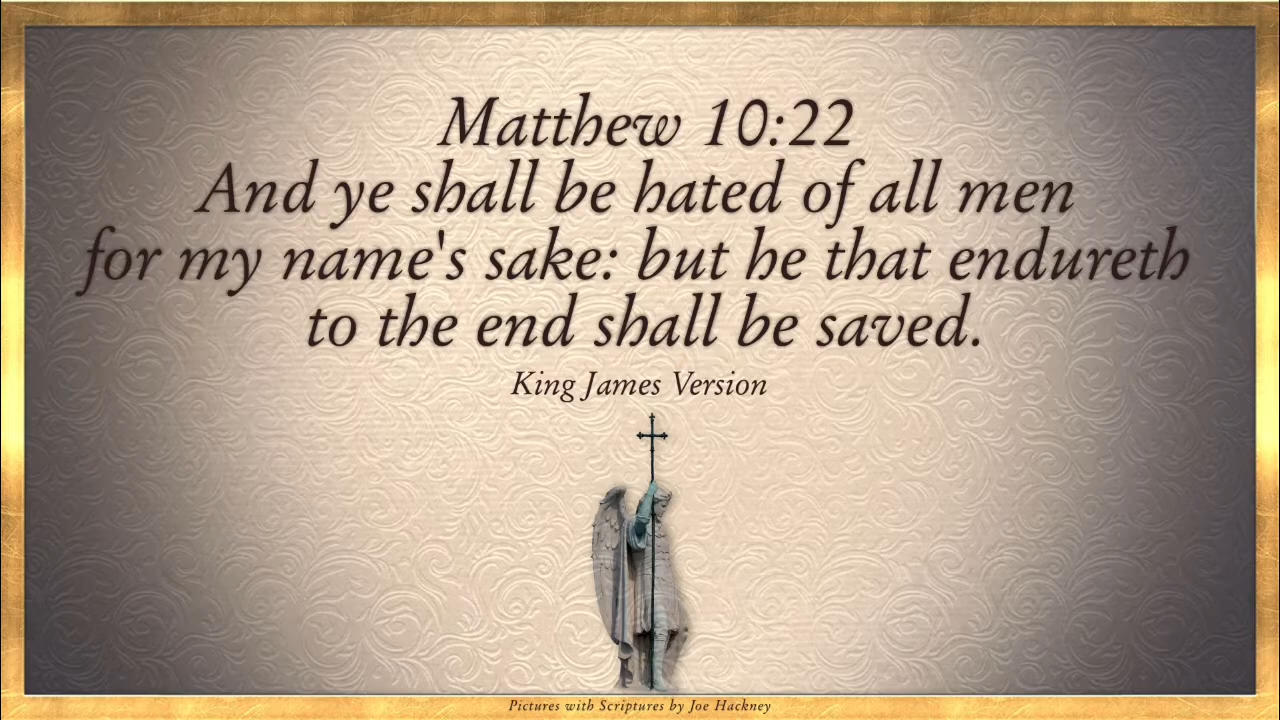 Matthew 10:22
And ye shall be hated of all men
for my name's sake: but he that endureth
to the end shall be saved.
King James Version
Pictures with Scriptures by Joe Hackney